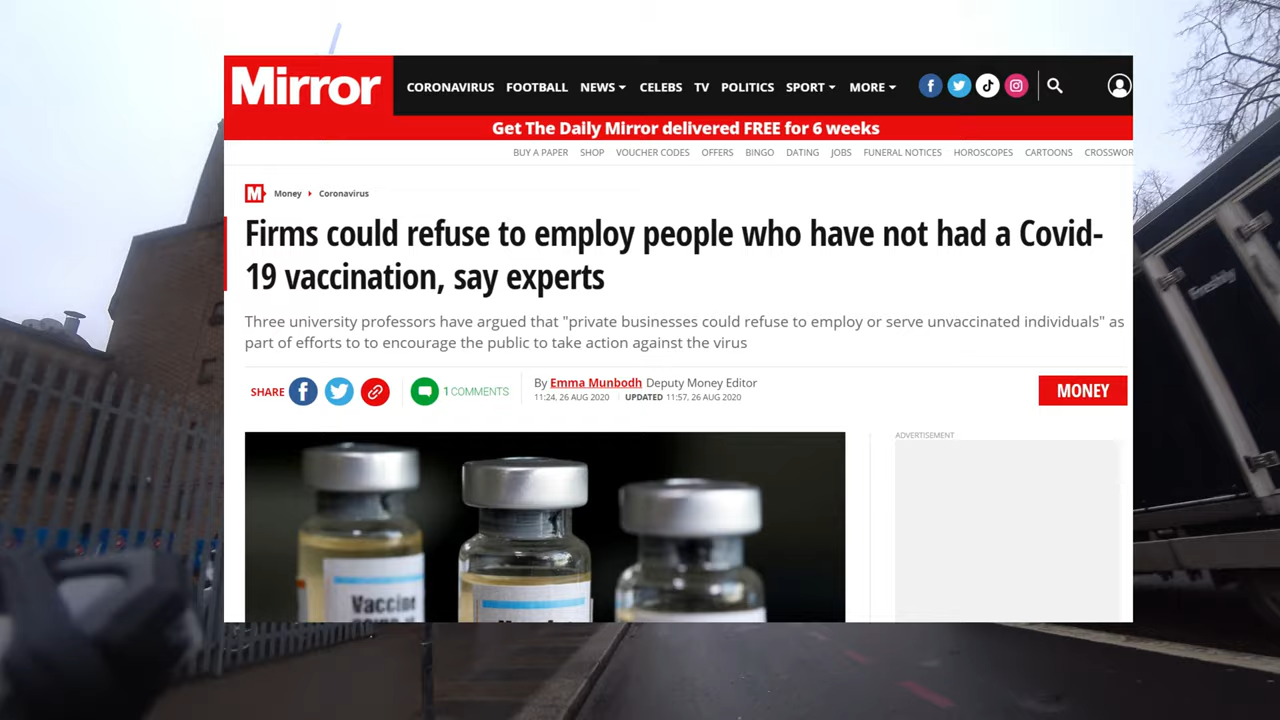 Mirror
CORONAVIRUS FOOTBALL NEWS CELEBS TV POLITICS SPORT MORE
Get The Daily Mirror delivered FREE for 6 weeks
BUY A PAPER SHOP VOUCHER CODES OFFERS BINGO DATING JOBS FUNERAL NOTICES HOROSCOPES CARTOONS CROSSWOR
M Money Coronavirus
Firms could refuse to employ people who have not had a Covid-
19 vaccination, say experts
Three university professors have argued that "private businesses could refuse to employ or serve unvaccinated individuals" as
part of efforts to to encourage the public to take action against the virus
SHARE 1 COMMENTS By Emma Munbodh Deputy Money Editor
11:24, 26 AUG 2020 UPDATED 11:57, 26 AUG 2020
MONEY
ADVERTISEMENT
Vaccine